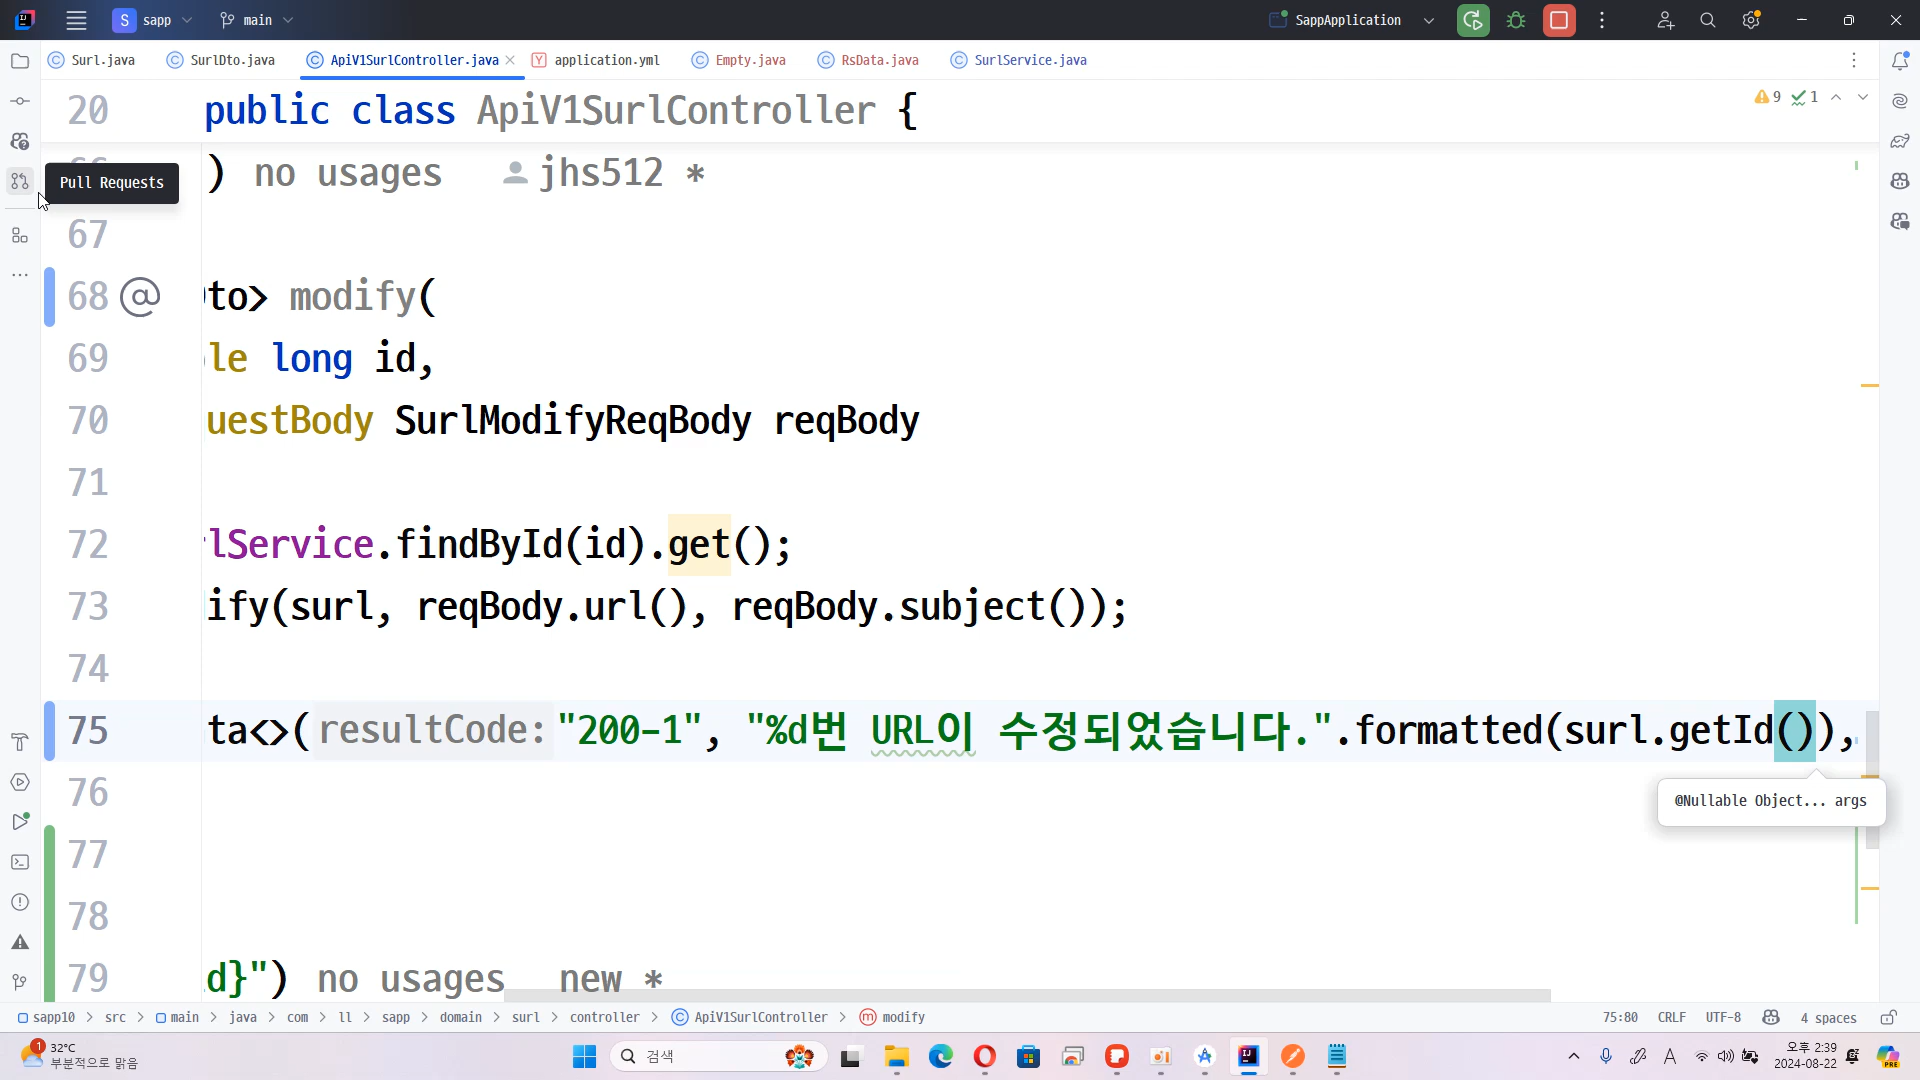 S sapp main SappApplication
Surl.java SurlDto.java ApiV1SurlController.java application.yml Empty.java RsData.java SurlService.java
20 public class ApiV1SurlController { 9 1
) no usages jhs512 *
Pull Requests
67
68 to> modify(
69 le long id,
70 uestBody SurlModifyReqBody reqBody
71
72 lService.findById(id).get();
73 ify(surl, reqBody.url(), reqBody.subject());
74
75 ta<>( resultCode: "200-1", "%d번 URL이 수정되었습니다.".formatted(surl.getId()),
76
@Nullable Object... args
77
78
79 d}") no usages new *
sapp10 > src > main > java > com > ll > sapp > domain > surl > controller > ApiV1SurlController > modify 75:80 CRLF UTF-8 4 spaces
1 32°C
부분적으로 맑음
검색
A
오후 2:39
2024-08-22
PRE